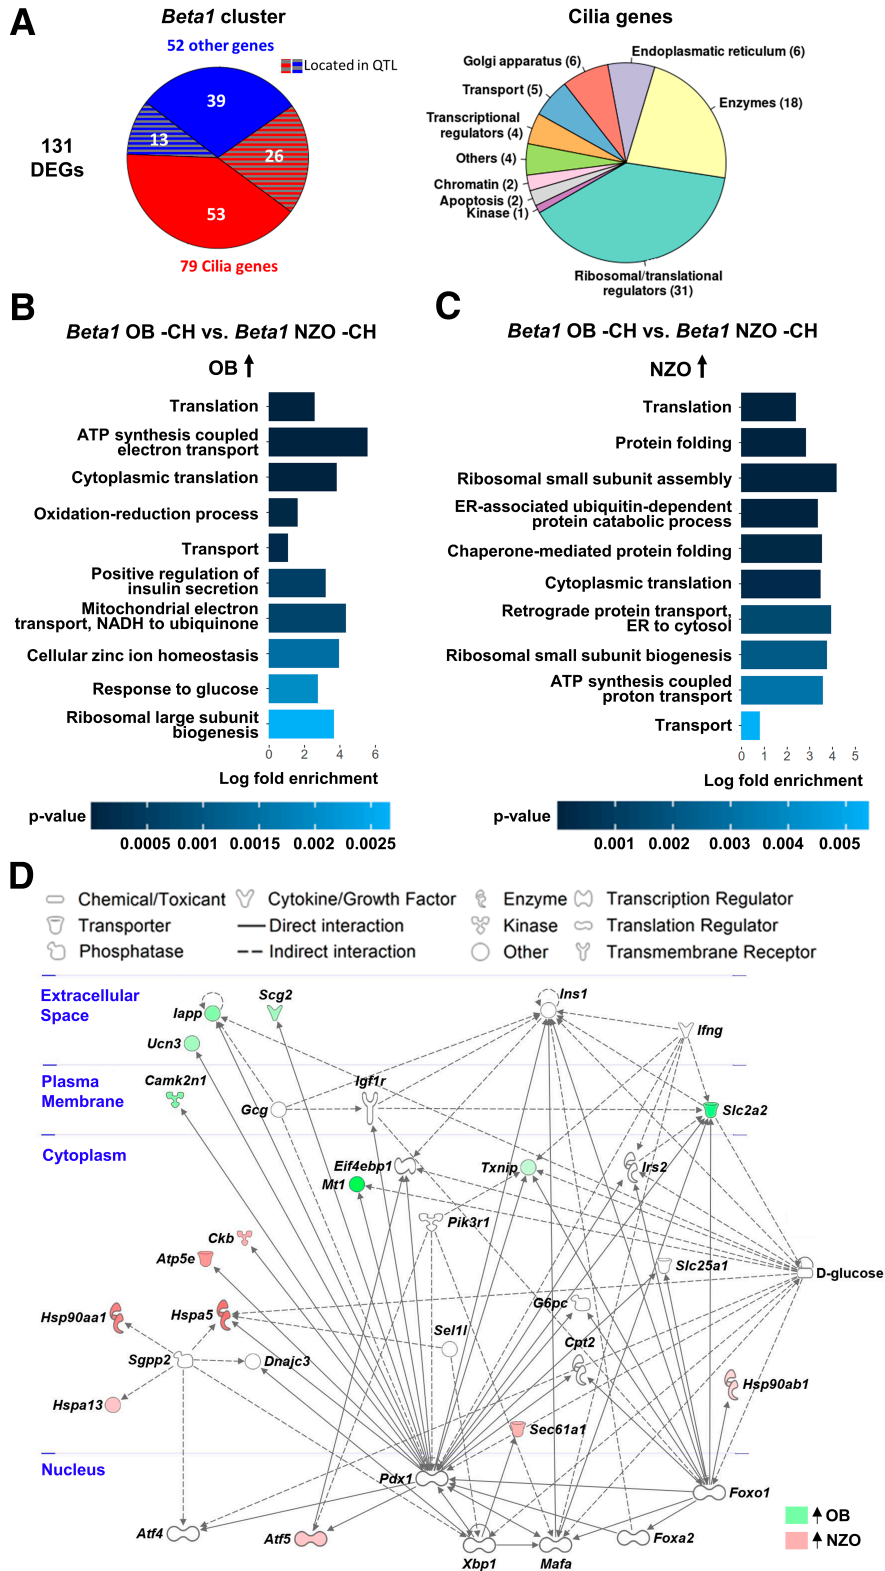 A
Beta1 cluster
52 other genes
Located in QTL
39
13
26
53
131
DEGs
79 Cilia genes
Cilia genes
Endoplasmatic reticulum (6)
Golgi apparatus (6)
Transport (5)
Enzymes (18)
Transcriptional
regulators (4)
Others (4)
Chromatin (2)
Apoptosis (2)
Kinase (1)
Ribosomal/translational
regulators (31)
B
Beta1 OB -CH vs. Beta1 NZO -CH
OB
Translation
ATP synthesis coupled
electron transport
Cytoplasmic translation
Oxidation-reduction process
Transport
Positive regulation of
insulin secretion
Mitochondrial electron
transport, NADH to ubiquinone
Cellular zinc ion homeostasis
Response to glucose
Ribosomal large subunit
biogenesis
0 2 4 6
Log fold enrichment
p-value
0.0005 0.001 0.0015 0.002 0.0025
C
Beta1 OB -CH vs. Beta1 NZO -CH
NZO
Translation
Protein folding
Ribosomal small subunit assembly
ER-associated ubiquitin-dependent
protein catabolic process
Chaperone-mediated protein folding
Cytoplasmic translation
Retrograde protein transport,
ER to cytosol
Ribosomal small subunit biogenesis
ATP synthesis coupled
proton transport
Transport
0 1 2 3 4 5
Log fold enrichment
p-value
0.001 0.002 0.003 0.004 0.005
D
Chemical/Toxicant Cytokine/Growth Factor Enzyme Transcription Regulator
Transporter Direct interaction Kinase Translation Regulator
Phosphatase Indirect interaction Other Transmembrane Receptor
Extracellular
Space
Iapp
Scg2
Ins1
Ifng
Ucn3
Plasma
Membrane
Camk2n1
Gcg
Igf1r
Slc2a2
Cytoplasm
Eif4ebp1
Mt1
Txnip
Irs2
Pik3r1
Ckb
Atp5e
Slc25a1
D-glucose
Hsp90aa1
Hspa5
G6pc
Sel1l
Cpt2
Sgpp2
Dnajc3
Hsp90ab1
Hspa13
Sec61a1
Nucleus
Pdx1
Foxo1
Atf4
Atf5
Xbp1
Mafa
Foxa2
OB
NZO